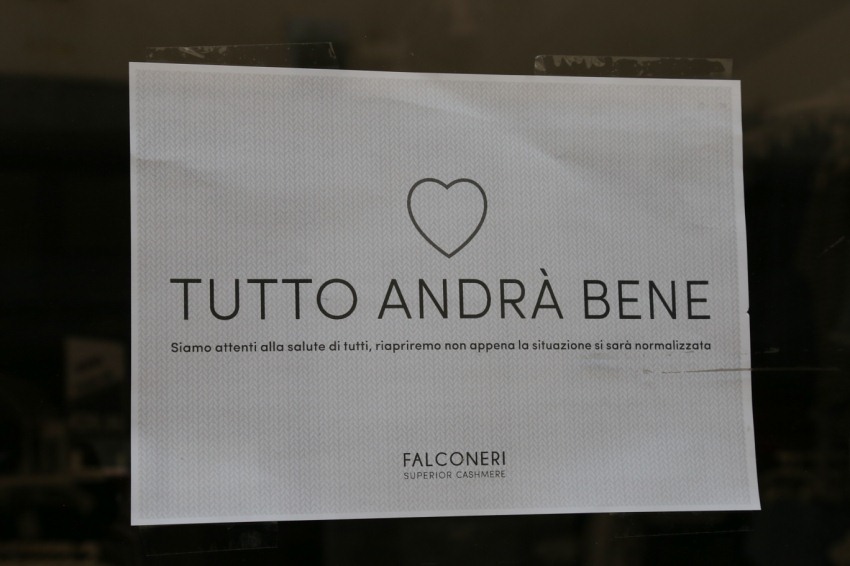 TUTTO ANDRÀ BENE
Siamo attenti alla salute di tutti, riapriremo non appena la situazione si sarà normalizzata
FALCONERI
SUPERIOR CASHMERE